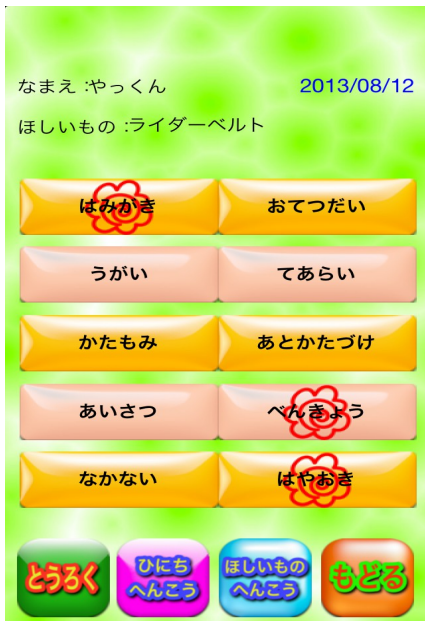 なまえ :やっくん 2013/08/12
ほしいもの :ライダーベルト
はみがき おてつだい
うがい てあらい
かたもみ あとかたづけ
あいさつ べんきょう
なかない はやおき
とうろく
ひにち
へんこう
ほしいもの
へんこう
もどる